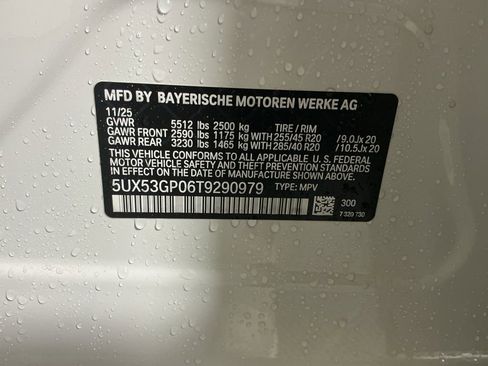 MFD BY BAYERISCHE MOTOREN WERKE AG
11/25
GVWR 5512 lbs 2500 kg TIRE / RIM
GAWR FRONT 2590 lbs 1175 kg WITH 255/45 R20 / 9.0Jx 20
GAWR REAR 3230 lbs 1465 kg WITH 285/40 R20 / 10.5Jx 20
THIS VEHICLE CONFORMS TO ALL APPLICABLE U.S. FEDERAL
MOTOR VEHICLE SAFETY AND THEFT PREVENTION STANDARDS
IN EFFECT ON THE DATE OF MANUFACTURE SHOWN ABOVE.
5UX53GP06T9290979 TYPE: MPV
300
7 329 730